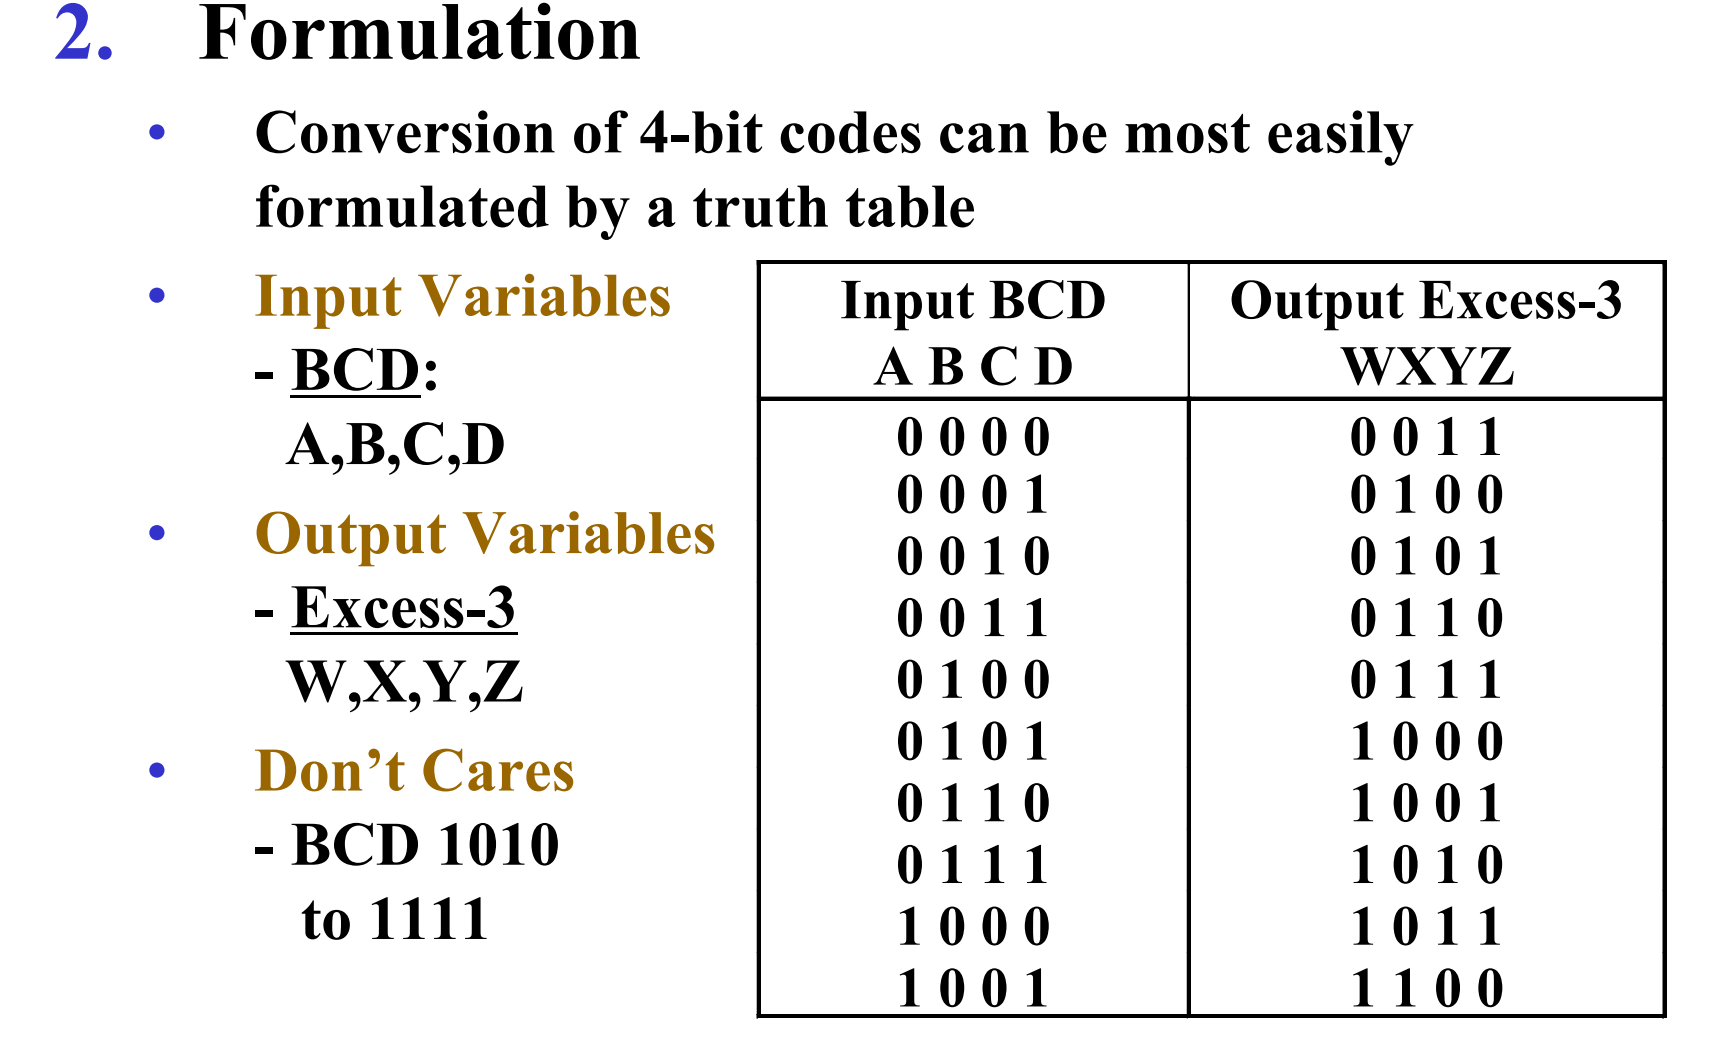 2. Formulation
• Conversion of 4-bit codes can be most easily
formulated by a truth table
• Input Variables
- BCD:
A,B,C,D
• Output Variables
- Excess-3
W,X,Y,Z
• Don’t Cares
- BCD 1010
to 1111
Input BCD Output Excess-3
A B C D WXYZ
0 0 0 0 0 0 1 1
0 0 0 1 0 1 0 0
0 0 1 0 0 1 0 1
0 0 1 1 0 1 1 0
0 1 0 0 0 1 1 1
0 1 0 1 1 0 0 0
0 1 1 0 1 0 0 1
0 1 1 1 1 0 1 0
1 0 0 0 1 0 1 1
1 0 0 1 1 1 0 0